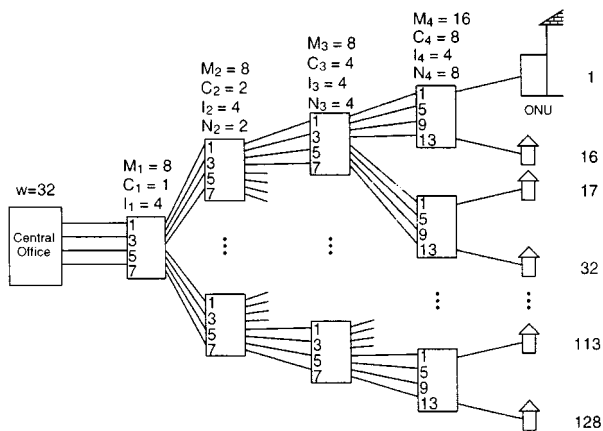 M₃ = 8
C₃ = 4
I₃ = 4
N₃ = 4
M₄ = 16
C₄ = 8
I₄ = 4
N₄ = 8
M₂ = 8
C₂ = 2
I₂ = 4
N₂ = 2
M₁ = 8
C₁ = 1
I₁ = 4
w=32
Central
Office
1
3
5
7
1
3
5
7
1
3
5
7
1
5
9
13
ONU
1
16
17
1
5
9
13
32
1
3
5
7
1
3
5
7
1
5
9
13
113
128